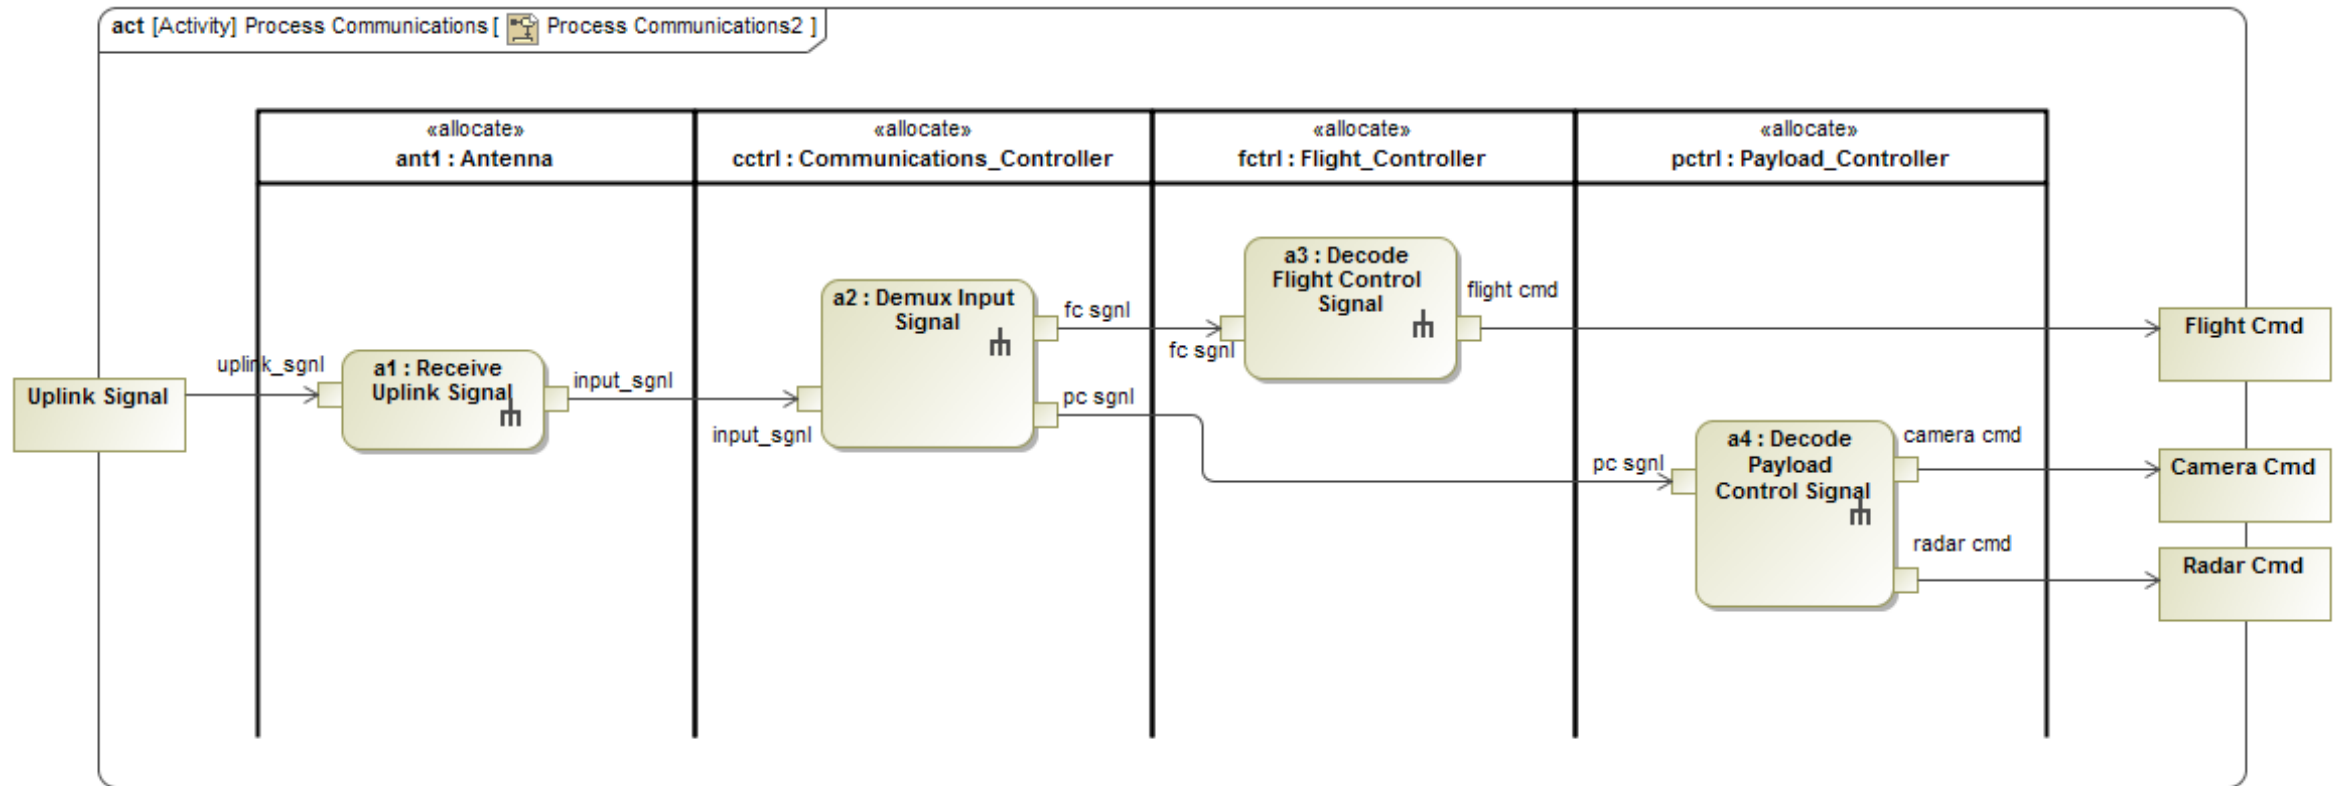 act [Activity] Process Communications [ Process Communications2 ]
«allocate»
ant1 : Antenna
«allocate»
cctrl : Communications_Controller
«allocate»
fctrl : Flight_Controller
«allocate»
pctrl : Payload_Controller
Uplink Signal
uplink_sgnl
a1 : Receive
Uplink Signal
input_sgnl
input_sgnl
a2 : Demux Input
Signal
fc sgnl
pc sgnl
fc sgnl
a3 : Decode
Flight Control
Signal
flight cmd
pc sgnl
a4 : Decode
Payload
Control Signal
camera cmd
radar cmd
Flight Cmd
Camera Cmd
Radar Cmd